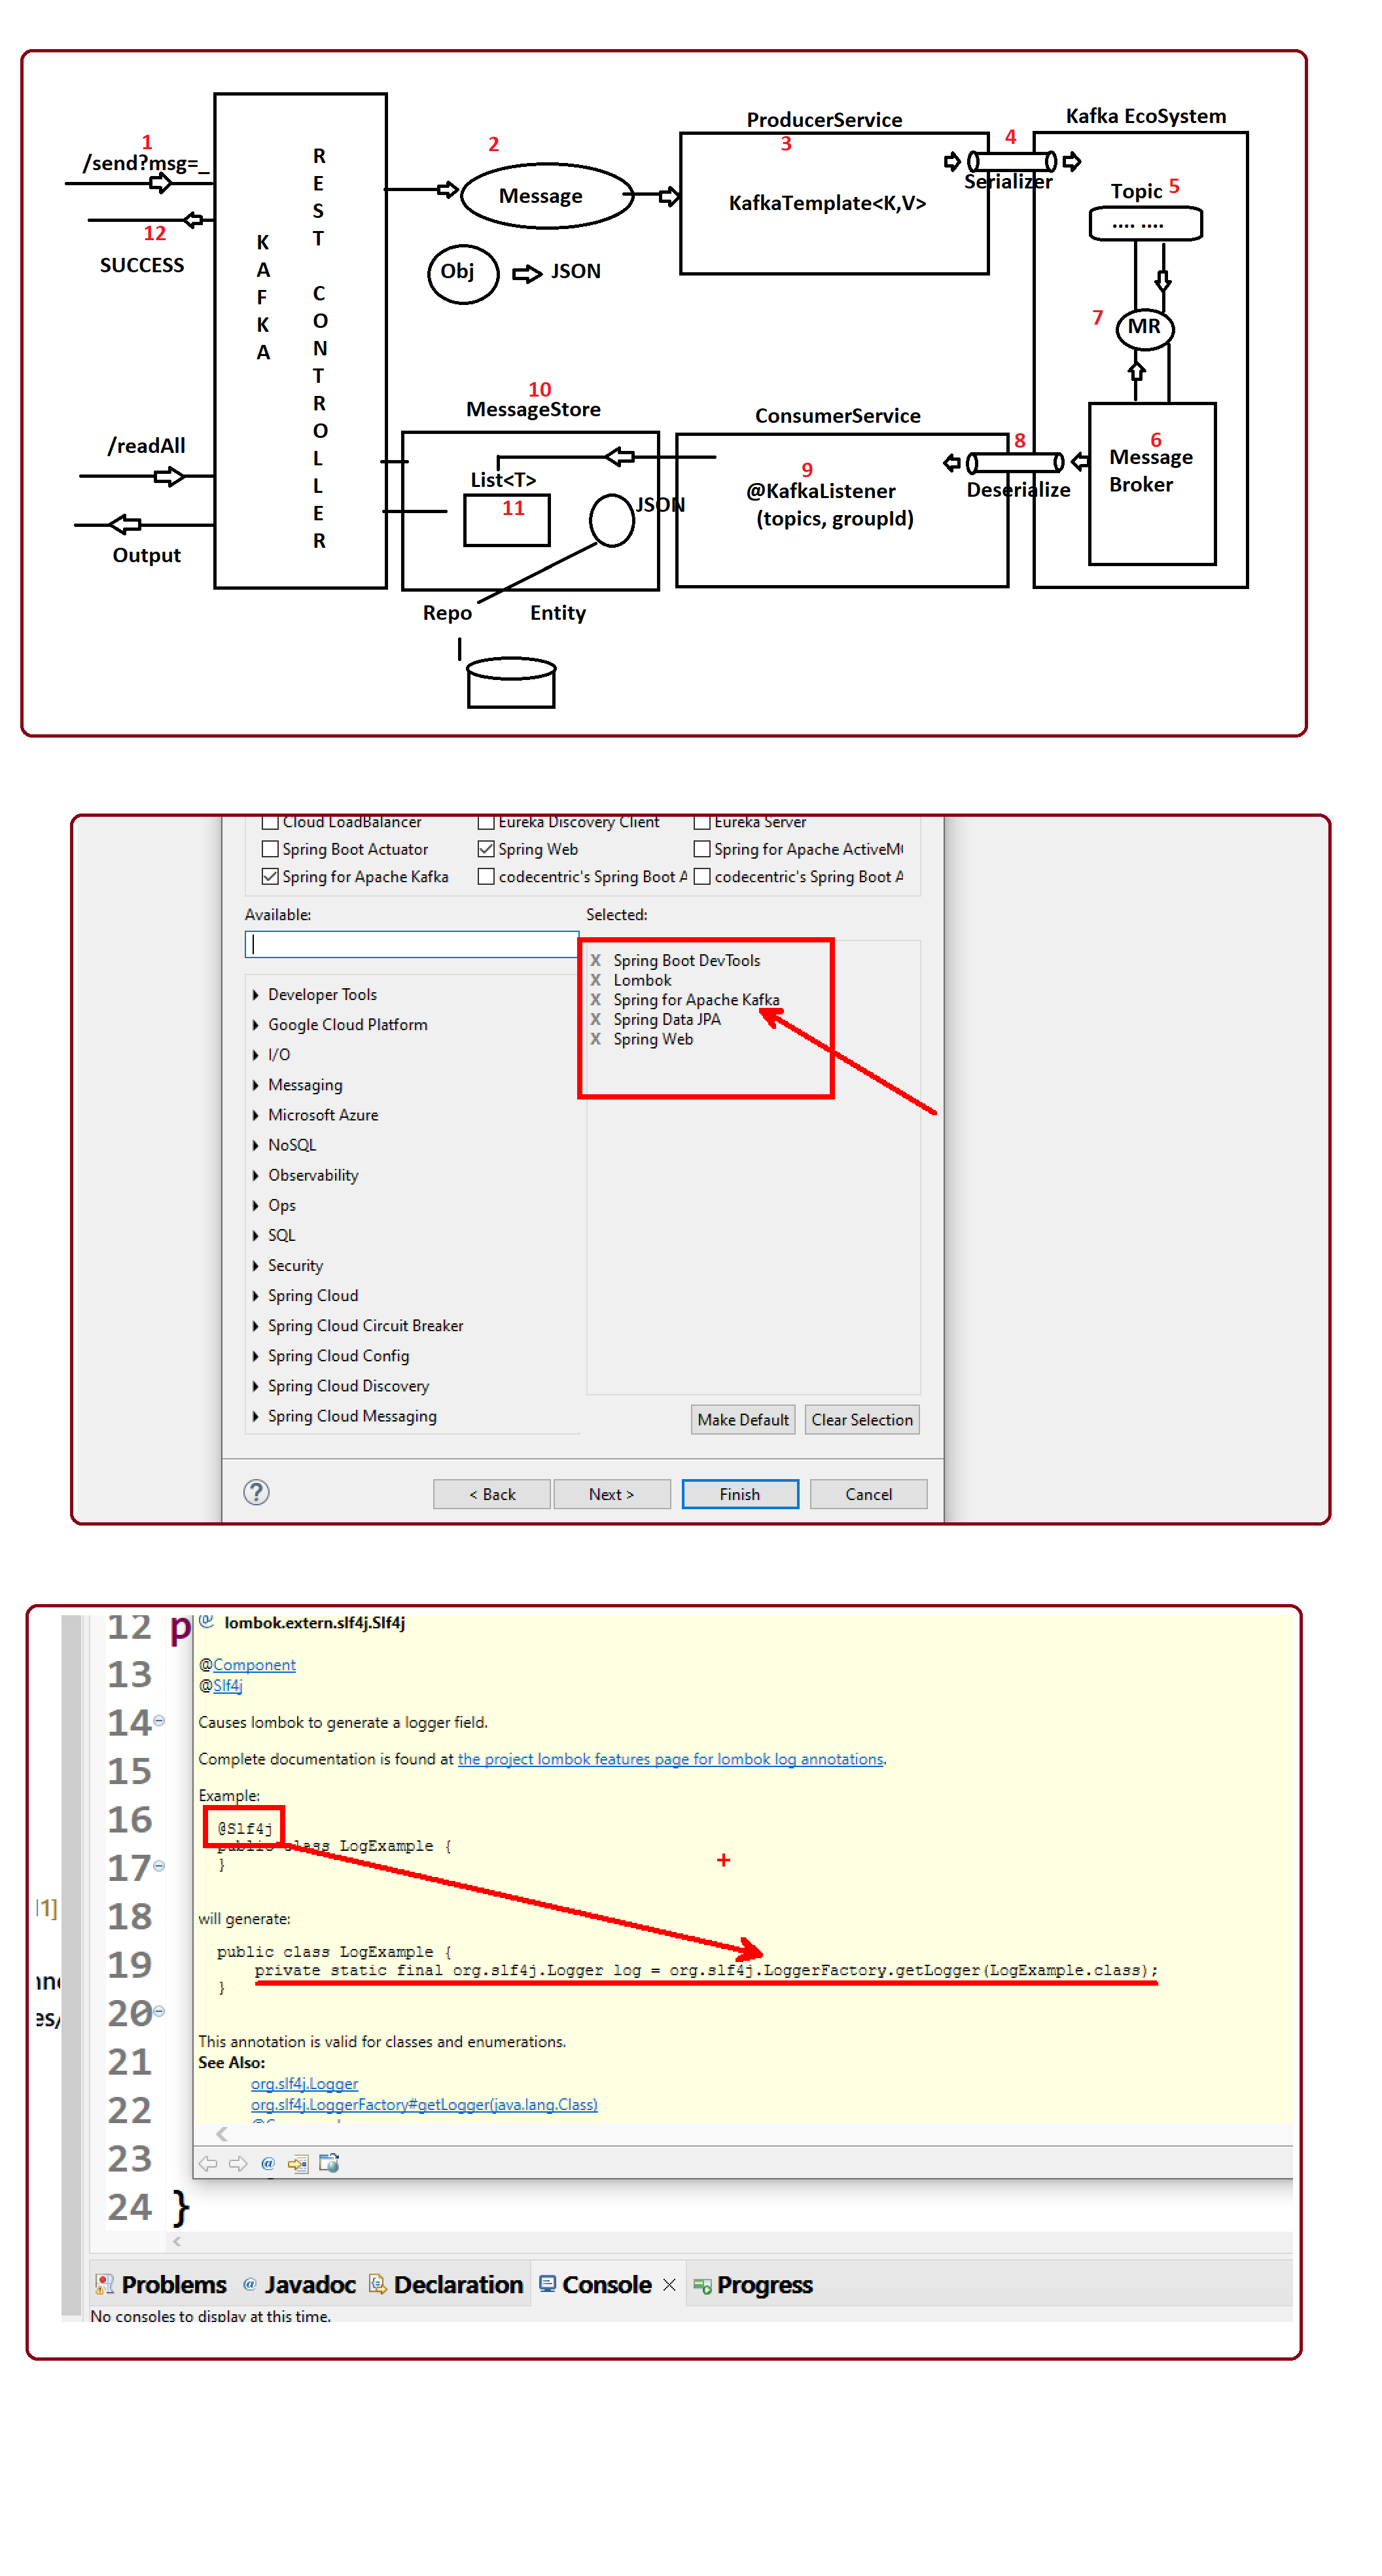 1
/send?msg=_
12
SUCCESS
/readAll
Output
KAFKA
REST CONTROLLER
2
Message
Obj
JSON
ProducerService
3
KafkaTemplate<K,V>
4
Serializer
Kafka EcoSystem
Topic 5
.... ....
7
MR
6
Message
Broker
8
Deserialize
ConsumerService
9
@KafkaListener
(topics, groupId)
10
MessageStore
List<T>
11
JSON
Repo
Entity
Cloud LoadBalancer Eureka Discovery Client Eureka Server
Spring Boot Actuator Spring Web Spring for Apache ActiveM
Spring for Apache Kafka codecentric's Spring Boot A codecentric's Spring Boot A
Available: Selected:
X Spring Boot DevTools
X Lombok
X Spring for Apache Kafka
X Spring Data JPA
X Spring Web
Developer Tools
Google Cloud Platform
I/O
Messaging
Microsoft Azure
NoSQL
Observability
Ops
SQL
Security
Spring Cloud
Spring Cloud Circuit Breaker
Spring Cloud Config
Spring Cloud Discovery
Spring Cloud Messaging
Make Default Clear Selection
? < Back Next > Finish Cancel
12 p @ lombok.extern.slf4j.Slf4j
13 @Component
@Slf4j
14 Causes lombok to generate a logger field.
15 Complete documentation is found at the project lombok features page for lombok log annotations.
Example:
16 @Slf4j
public class LogExample {
17 }
18 will generate:
public class LogExample {
19 private static final org.slf4j.Logger log = org.slf4j.LoggerFactory.getLogger(LogExample.class);
}
20
21 This annotation is valid for classes and enumerations.
See Also:
org.slf4j.Logger
22 org.slf4j.LoggerFactory#getLogger(java.lang.Class)
23
24 }
Problems @ Javadoc Declaration Console Progress
No consoles to display at this time.